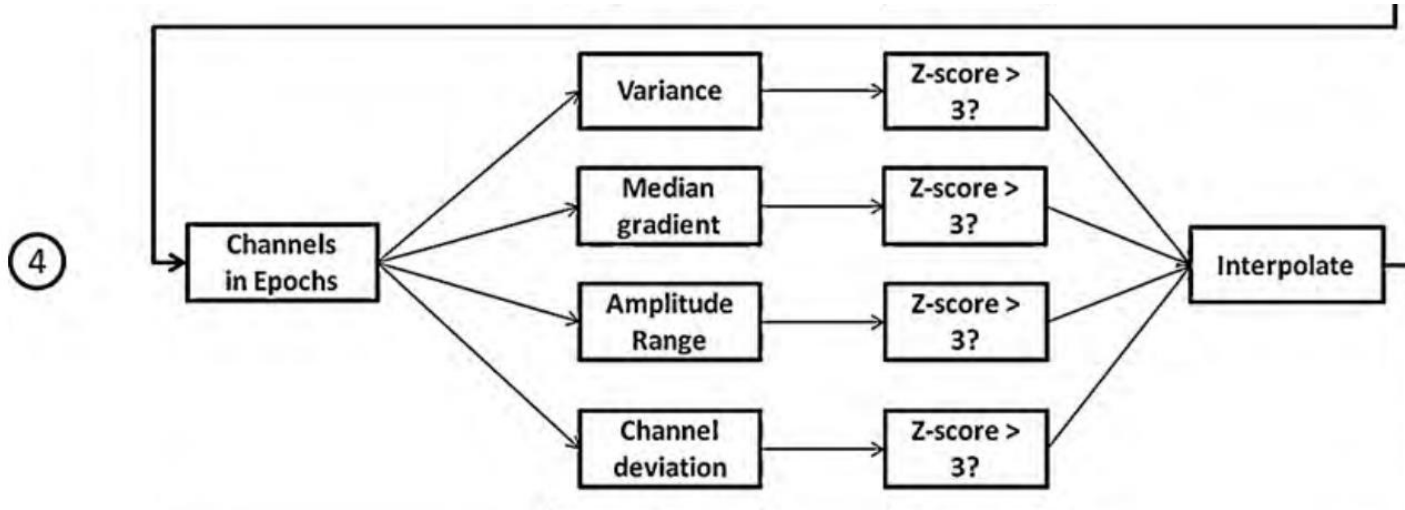 Variance
Z-score >
3?
Median
gradient
Z-score >
3?
4
Channels
in Epochs
Interpolate
Amplitude
Range
Z-score >
3?
Channel
deviation
Z-score >
3?